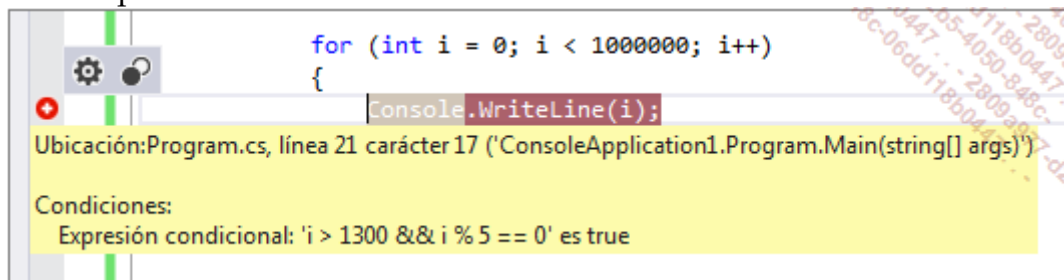 for (int i = 0; i < 1000000; i++)
{
Console.WriteLine(i);
Ubicación:Program.cs, línea 21 carácter 17 ('ConsoleApplication1.Program.Main(string[] args)')
Condiciones:
Expresión condicional: 'i > 1300 && i % 5 == 0' es true